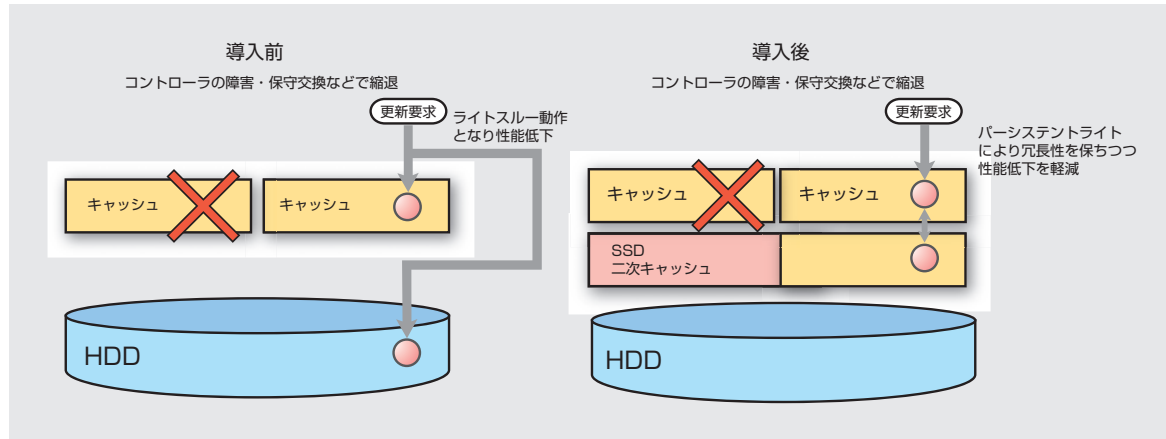 導入前
コントローラの障害・保守交換などで縮退
更新要求
ライトスルー動作
となり性能低下
キャッシュ
キャッシュ
HDD
導入後
コントローラの障害・保守交換などで縮退
更新要求
パーシステントライト
により冗長性を保ちつつ
性能低下を軽減
キャッシュ
キャッシュ
SSD
二次キャッシュ
HDD